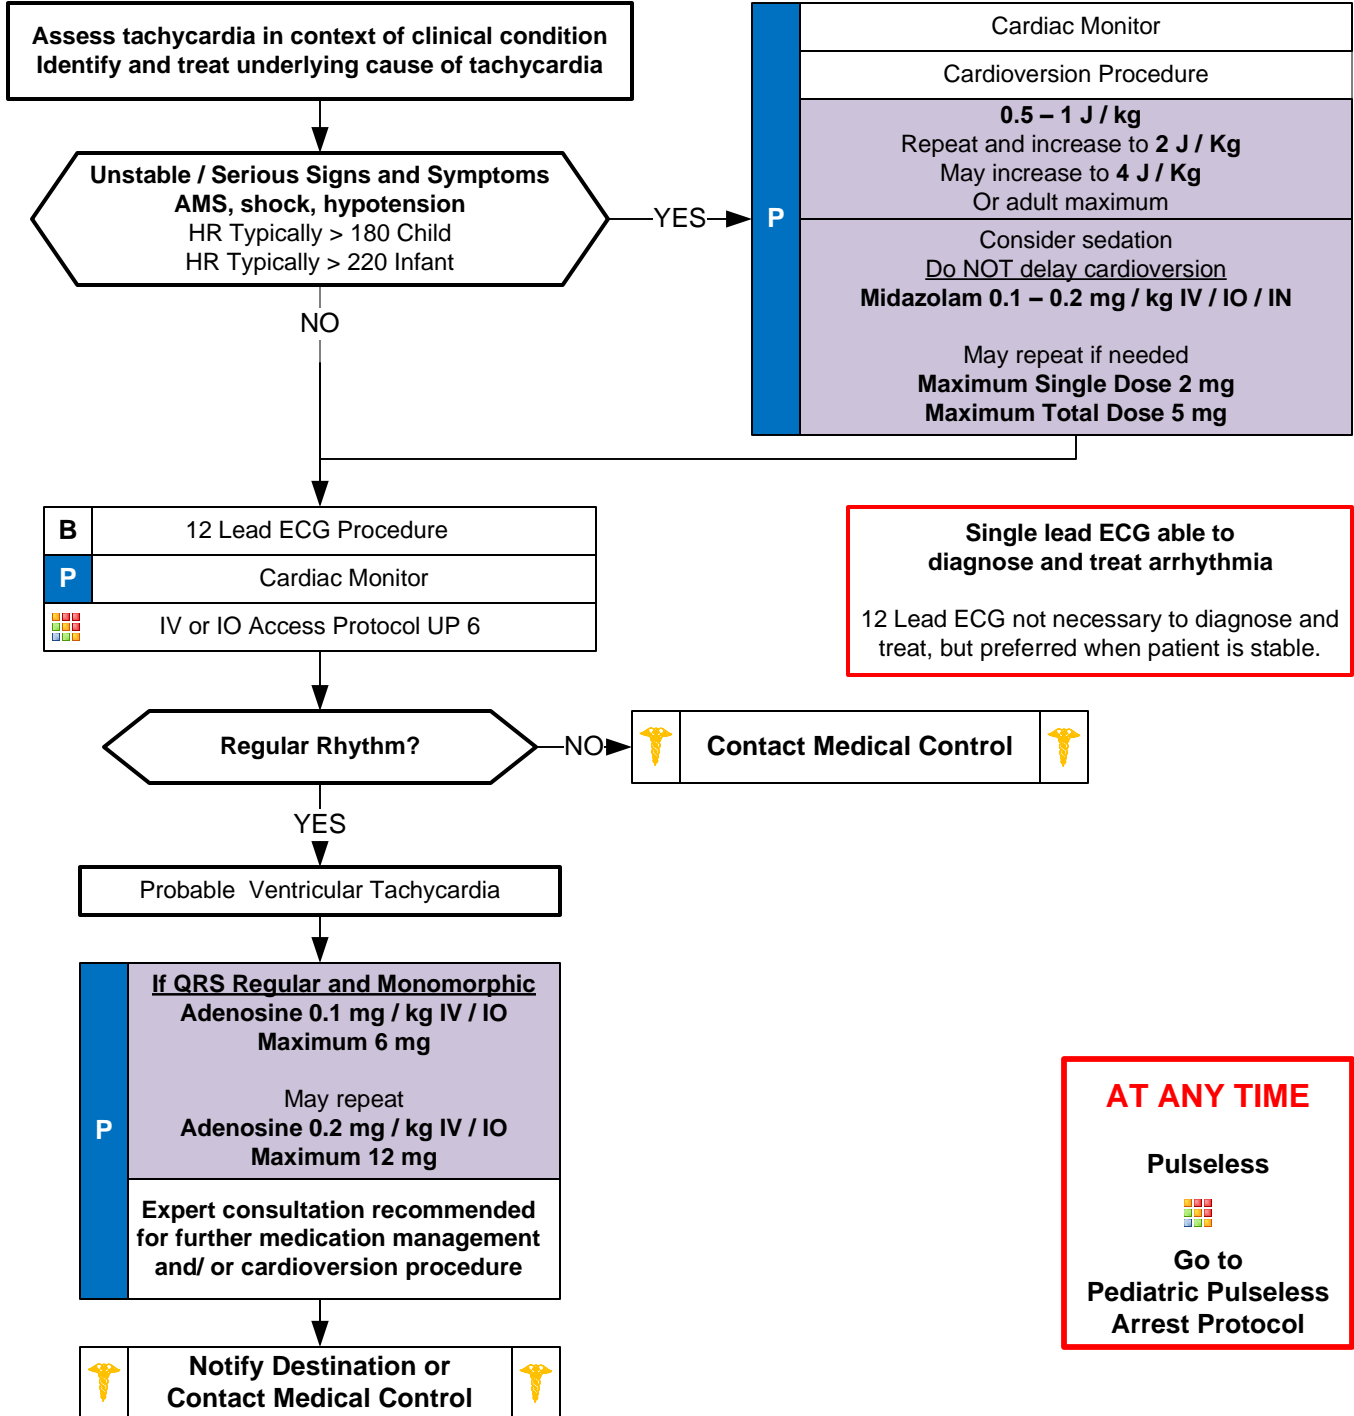 Assess tachycardia in context of clinical condition
Identify and treat underlying cause of tachycardia
Unstable / Serious Signs and Symptoms
AMS, shock, hypotension
HR Typically > 180 Child
HR Typically > 220 Infant
YES
P
Cardiac Monitor
Cardioversion Procedure
0.5 – 1 J / kg
Repeat and increase to 2 J / Kg
May increase to 4 J / Kg
Or adult maximum
Consider sedation
Do NOT delay cardioversion
Midazolam 0.1 – 0.2 mg / kg IV / IO / IN
May repeat if needed
Maximum Single Dose 2 mg
Maximum Total Dose 5 mg
NO
B
12 Lead ECG Procedure
P
Cardiac Monitor
IV or IO Access Protocol UP 6
Single lead ECG able to
diagnose and treat arrhythmia
12 Lead ECG not necessary to diagnose and
treat, but preferred when patient is stable.
Regular Rhythm?
NO
Contact Medical Control
YES
Probable Ventricular Tachycardia
P
If QRS Regular and Monomorphic
Adenosine 0.1 mg / kg IV / IO
Maximum 6 mg
May repeat
Adenosine 0.2 mg / kg IV / IO
Maximum 12 mg
Expert consultation recommended
for further medication management
and/ or cardioversion procedure
Notify Destination or
Contact Medical Control
AT ANY TIME
Pulseless
Go to
Pediatric Pulseless
Arrest Protocol